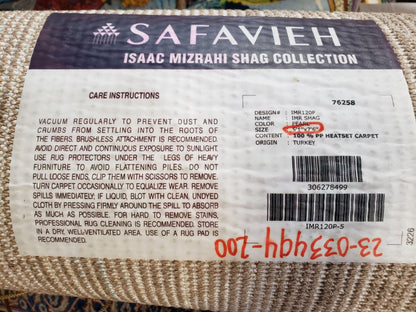 SAFAVIEH
ISAAC MIZRAHI SHAG COLLECTION
CARE INSTRUCTIONS
VACUUM REGULARLY TO PREVENT DUST AND
CRUMBS FROM SETTLING INTO THE ROOTS OF
THE FIBERS. BRUSHLESS ATTACHMENT IS RECOMMENDED.
AVOID DIRECT AND CONTINUOUS EXPOSURE TO SUNLIGHT
USE RUG PROTECTORS UNDER THE LEGS OF HEAVY
FURNITURE TO AVOID FLATTENING FIBERS. DO NOT
PULL LOOSE ENDS, CLIP THEM WITH SCISSORS TO REMOVE.
TURN CARPET OCCASIONALLY TO EQUALIZE WEAR. REMOVE
SPILLS IMMEDIATELY; IF LIQUID, BLOT WITH CLEAN, UNDYED
CLOTH BY PRESSING FIRMLY AROUND THE SPILL TO ABSORB
AS MUCH AS POSSIBLE. FOR HARD TO REMOVE STAINS,
PROFESSIONAL RUG CLEANING IS RECOMMENDED. STORE
IN A DRY, WELLVENTILATED AREA. USE OF A RUG PAD IS
RECOMMENDED.
76258
DESIGN# : IMR120P
NAME : IMR SHAG
COLOR : PEARL
SIZE :
CONTENT : 100 % PP HEATSET CARPET
ORIGIN : TURKEY
306278499
IMR120P-5
23-033494-200
3226